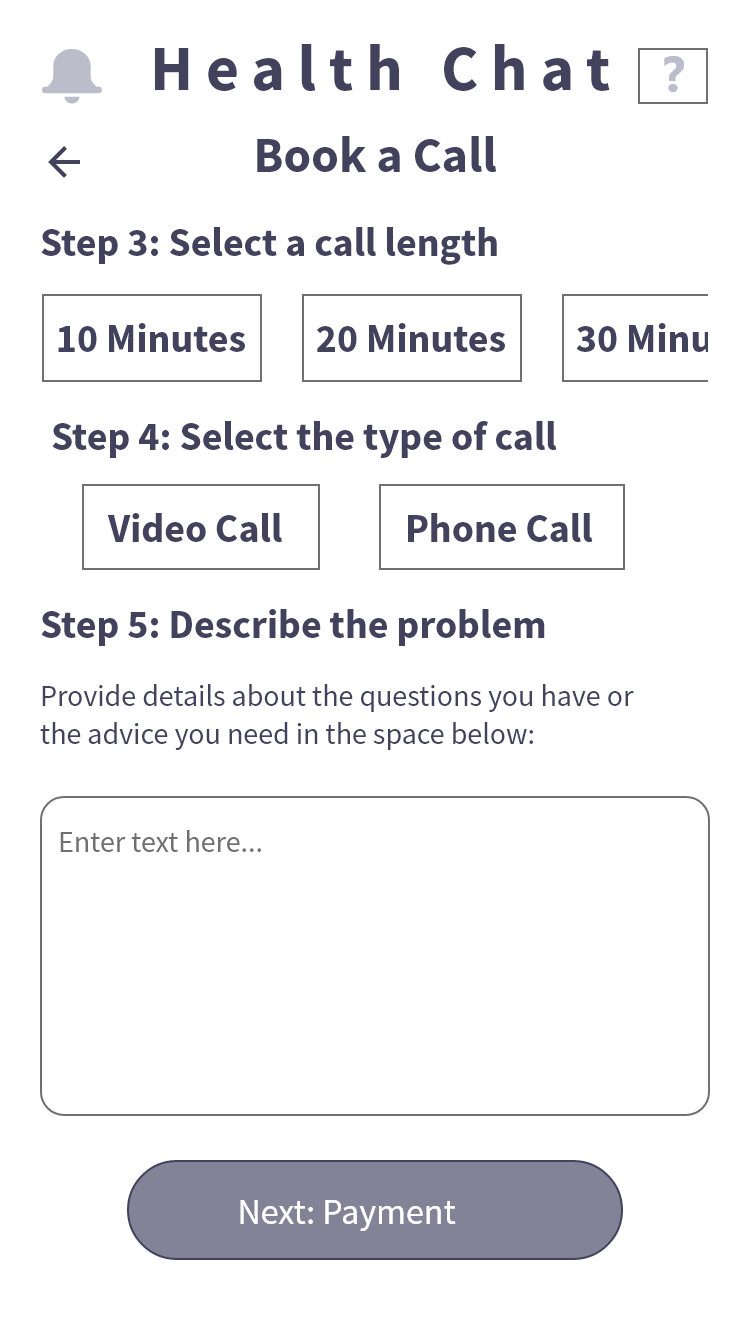 Health Chat ?
Book a Call
Step 3: Select a call length
10 Minutes 20 Minutes 30 Minu
Step 4: Select the type of call
Video Call Phone Call
Step 5: Describe the problem
Provide details about the questions you have or
the advice you need in the space below:
Enter text here...
Next: Payment